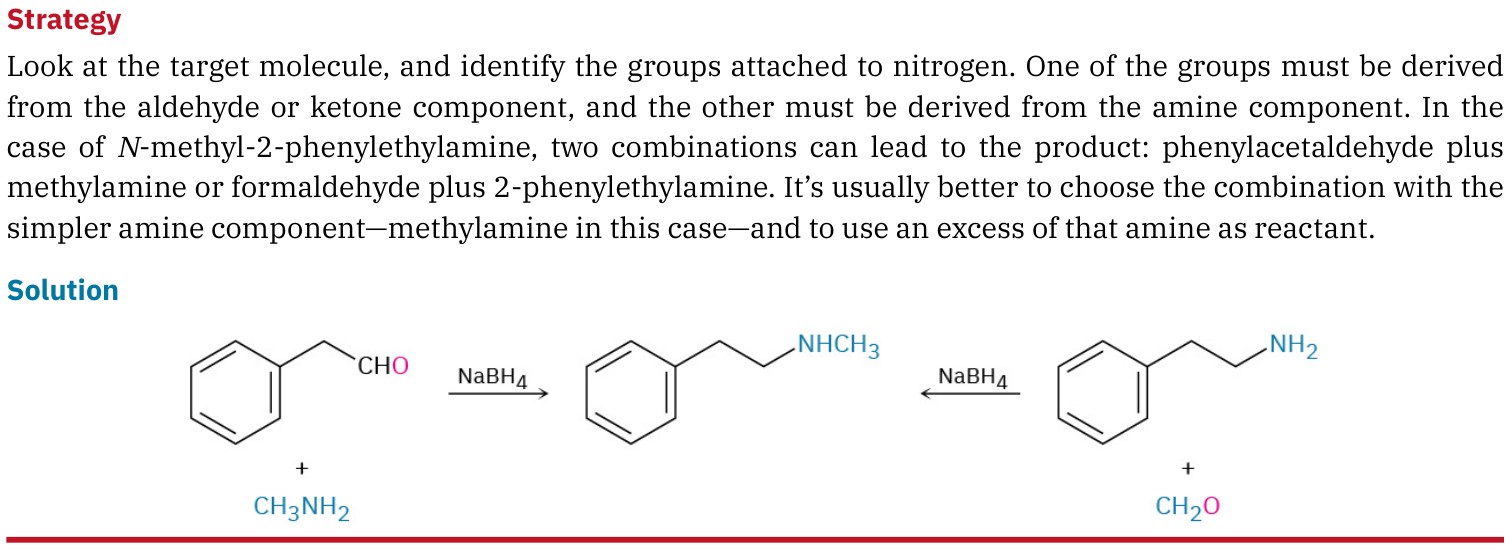 Strategy
Look at the target molecule, and identify the groups attached to nitrogen. One of the groups must be derived
from the aldehyde or ketone component, and the other must be derived from the amine component. In the
case of N-methyl-2-phenylethylamine, two combinations can lead to the product: phenylacetaldehyde plus
methylamine or formaldehyde plus 2-phenylethylamine. It’s usually better to choose the combination with the
simpler amine component—methylamine in this case—and to use an excess of that amine as reactant.
Solution
CHO
NaBH4
NHCH3
NaBH4
NH2
+
CH3NH2
+
CH2O